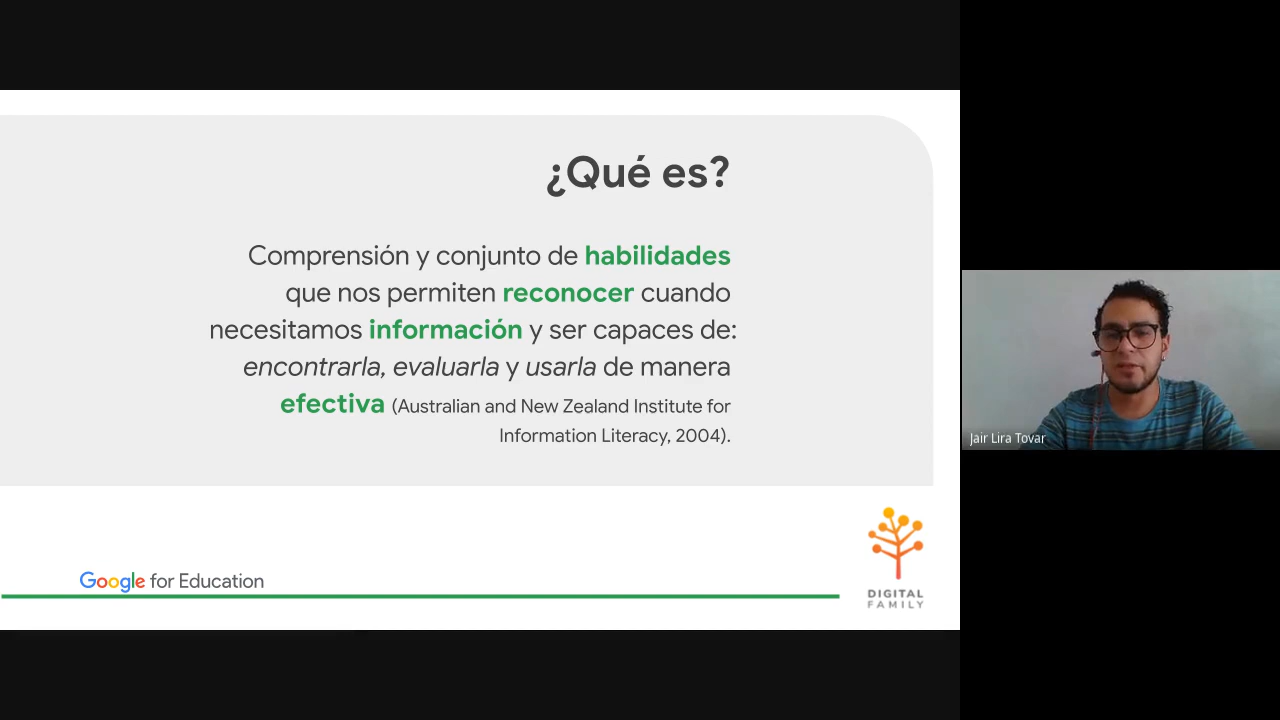 ¿Qué es?
Comprensión y conjunto de habilidades
que nos permiten reconocer cuando
necesitamos información y ser capaces de:
encontrarla, evaluarla y usarla de manera
efectiva (Australian and New Zealand Institute for
Information Literacy, 2004).
Google for Education
DIGITAL
FAMILY
Jair Lira Tovar